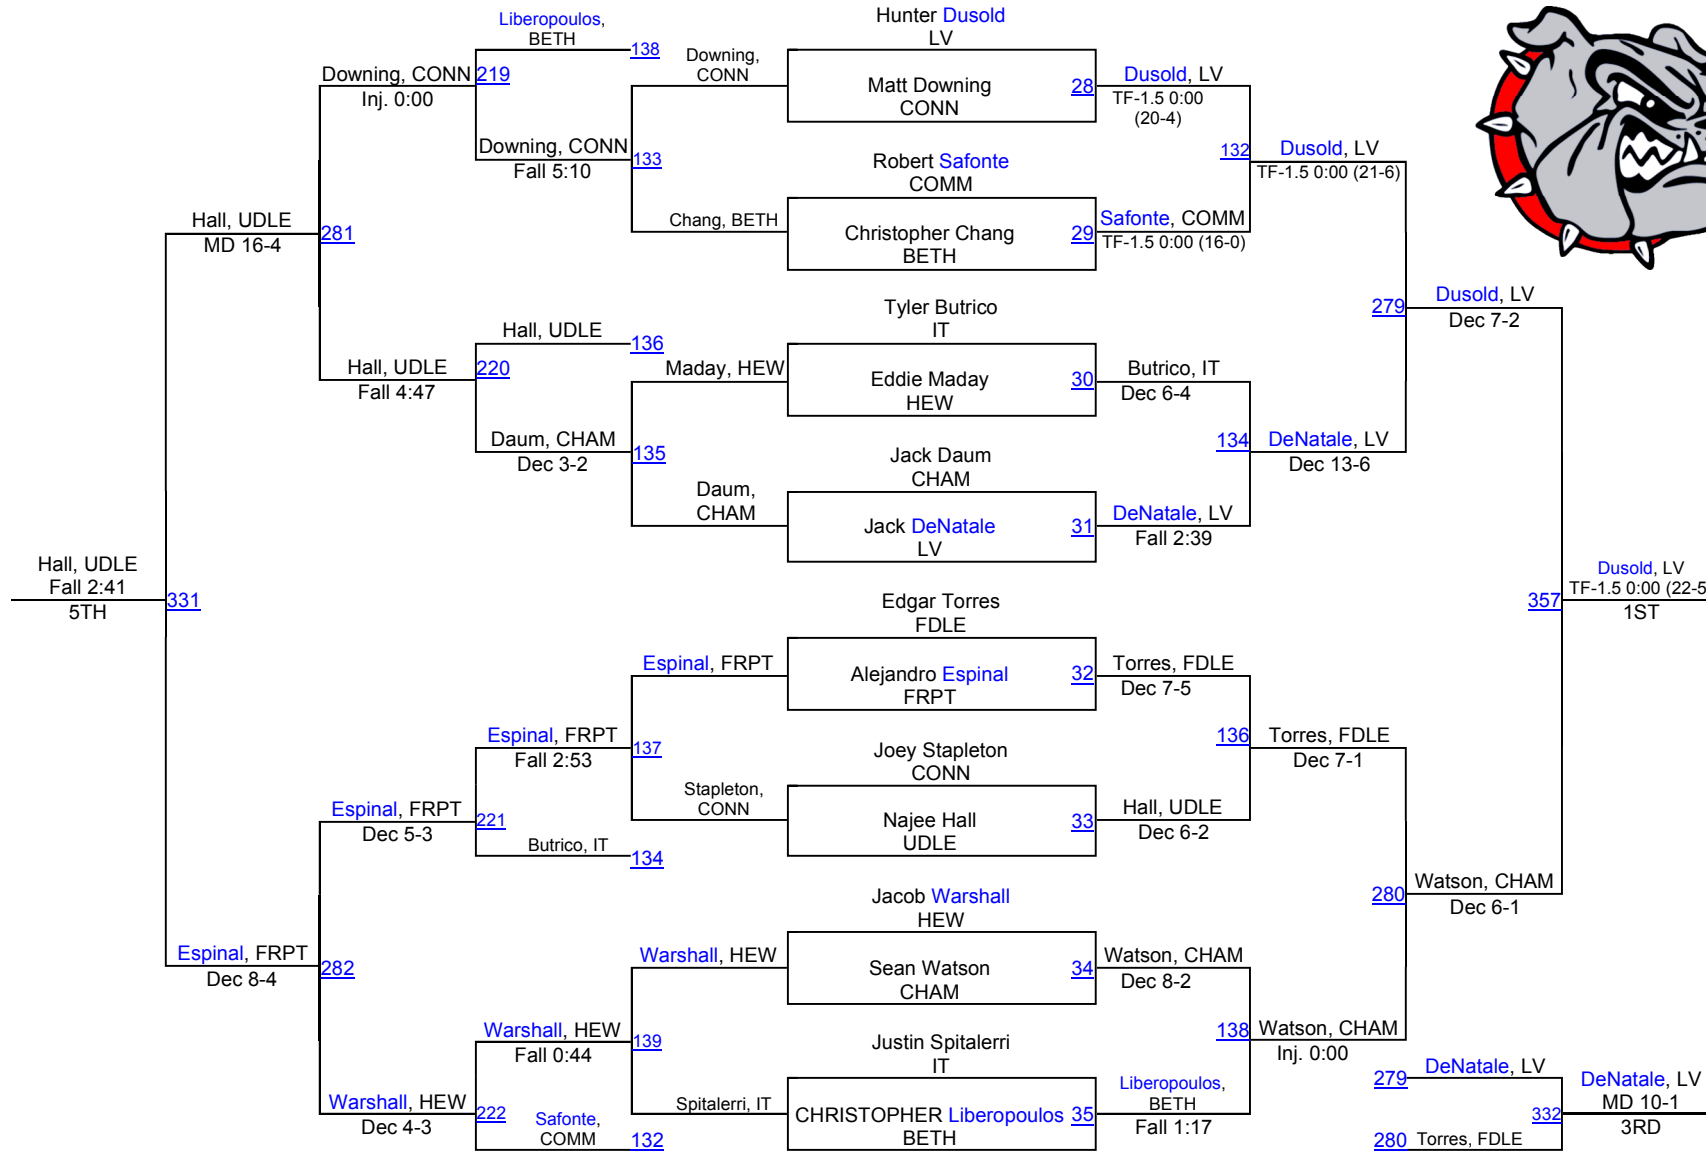 Liberopoulos,
BETH
138
Downing, CONN
219
Inj. 0:00
Downing, CONN
Fall 5:10
133
Downing,
CONN
Chang, BETH
Hunter Dusold
LV
Matt Downing
CONN
28
Dusold, LV
TF-1.5 0:00
(20-4)
Robert Safonte
COMM
Christopher Chang
BETH
29
Safonte, COMM
TF-1.5 0:00 (16-0)
132
Dusold, LV
TF-1.5 0:00 (21-6)
Hall, UDLE
MD 16-4
281
Hall, UDLE
136
Hall, UDLE
Fall 4:47
220
Daum, CHAM
Dec 3-2
135
Maday, HEW
Daum,
CHAM
Tyler Butrico
IT
Eddie Maday
HEW
30
Butrico, IT
Dec 6-4
Jack Daum
CHAM
Jack DeNatale
LV
31
DeNatale, LV
Fall 2:39
134
DeNatale, LV
Dec 13-6
279
Dusold, LV
Dec 7-2
Hall, UDLE
Fall 2:41
5TH
331
Edgar Torres
FDLE
Alejandro Espinal
FRPT
32
Torres, FDLE
Dec 7-5
Espinal, FRPT
Espinal, FRPT
Fall 2:53
137
Stapleton,
CONN
Joey Stapleton
CONN
Najee Hall
UDLE
33
Hall, UDLE
Dec 6-2
136
Torres, FDLE
Dec 7-1
357
Dusold, LV
TF-1.5 0:00 (22-5
1ST
Espinal, FRPT
Dec 5-3
221
Butrico, IT
134
Espinal, FRPT
Dec 8-4
282
Jacob Warshall
HEW
Sean Watson
CHAM
34
Watson, CHAM
Dec 8-2
Warshall, HEW
Warshall, HEW
Fall 0:44
139
Spitalerri, IT
Justin Spitalerri
IT
CHRISTOPHER Liberopoulos
BETH
35
Liberopoulos,
BETH
Fall 1:17
138
Watson, CHAM
Inj. 0:00
280
Watson, CHAM
Dec 6-1
Warshall, HEW
Dec 4-3
222
Safonte,
COMM
132
279
DeNatale, LV
280
Torres, FDLE
332
DeNatale, LV
MD 10-1
3RD